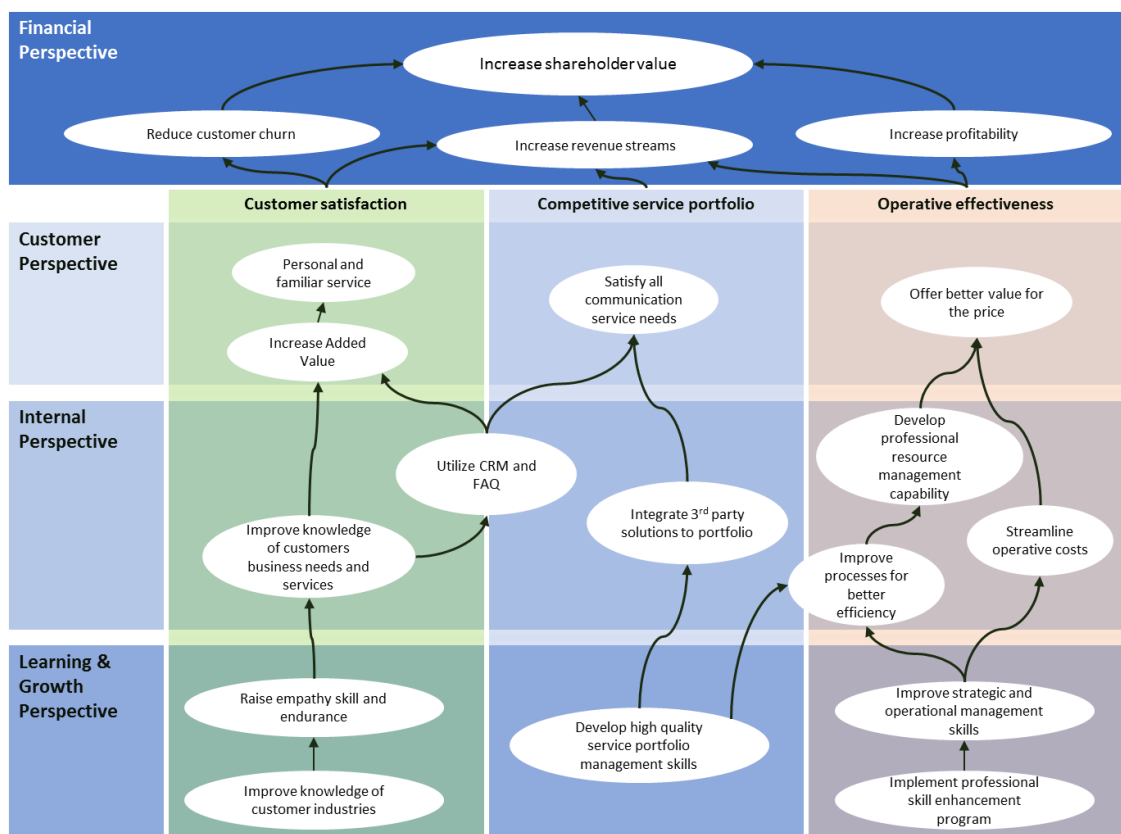 Financial
Perspective
Increase shareholder value
Reduce customer churn
Increase revenue streams
Increase profitability
Customer satisfaction
Competitive service portfolio
Operative effectiveness
Customer
Perspective
Personal and
familiar service
Satisfy all
communication
service needs
Offer better value for
the price
Increase Added
Value
Internal
Perspective
Utilize CRM and
FAQ
Develop
professional
resource
management
capability
Improve knowledge
of customers
business needs and
services
Integrate 3rd party
solutions to portfolio
Improve
processes for
better
efficiency
Streamline
operative costs
Learning &
Growth
Perspective
Raise empathy skill and
endurance
Develop high quality
service portfolio
management skills
Improve strategic and
operational management
skills
Improve knowledge of
customer industries
Implement professional
skill enhancement
program